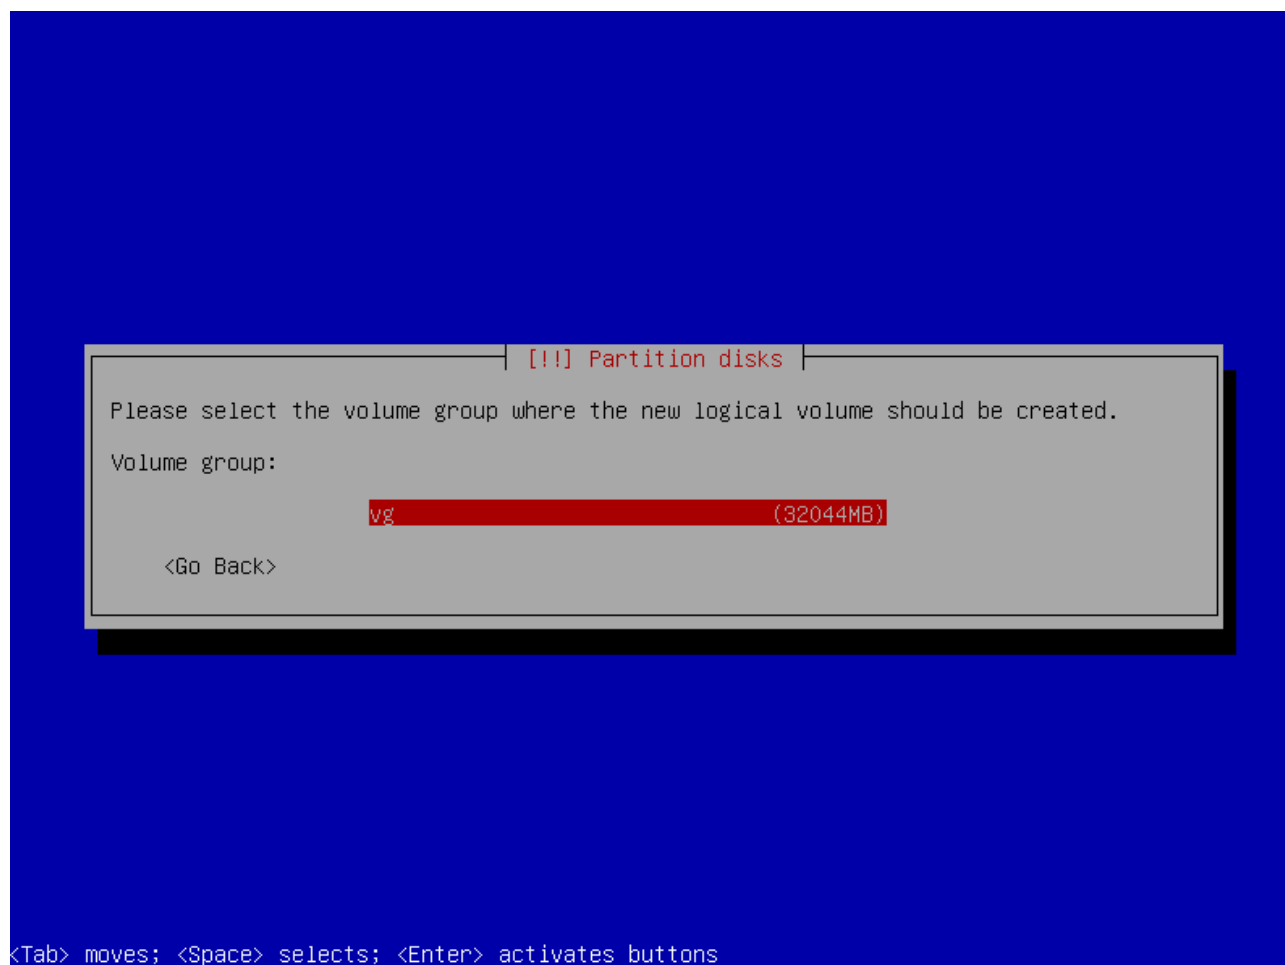 [!!] Partition disks
Please select the volume group where the new logical volume should be created.
Volume group:
vg (32044MB)
<Go Back>
<Tab> moves; <Space> selects; <Enter> activates buttons